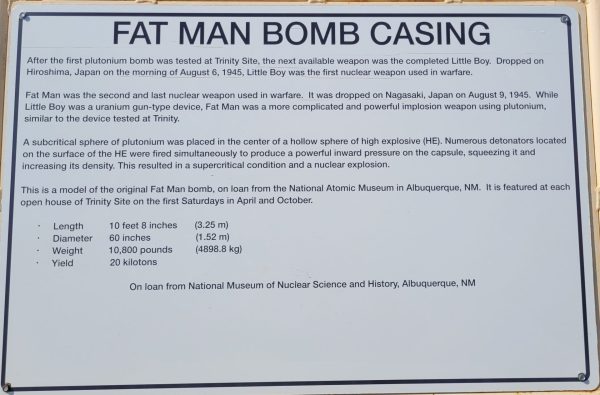 FAT MAN BOMB CASING
After the first plutonium bomb was tested at Trinity Site, the next available weapon was the completed Little Boy. Dropped on
Hiroshima, Japan on the morning of August 6, 1945, Little Boy was the first nuclear weapon used in warfare.
Fat Man was the second and last nuclear weapon used in warfare. It was dropped on Nagasaki, Japan on August 9, 1945. While
Little Boy was a uranium gun-type device, Fat Man was a more complicated and powerful implosion weapon using plutonium,
similar to the device tested at Trinity.
A subcritical sphere of plutonium was placed in the center of a hollow sphere of high explosive (HE). Numerous detonators located
on the surface of the HE were fired simultaneously to produce a powerful inward pressure on the capsule, squeezing it and
increasing its density. This resulted in a supercritical condition and a nuclear explosion.
This is a model of the original Fat Man bomb, on loan from the National Atomic Museum in Albuquerque, NM. It is featured at each
open house of Trinity Site on the first Saturdays in April and October.
· Length 10 feet 8 inches (3.25 m)
· Diameter 60 inches (1.52 m)
· Weight 10,800 pounds (4898.8 kg)
· Yield 20 kilotons
On loan from National Museum of Nuclear Science and History, Albuquerque, NM